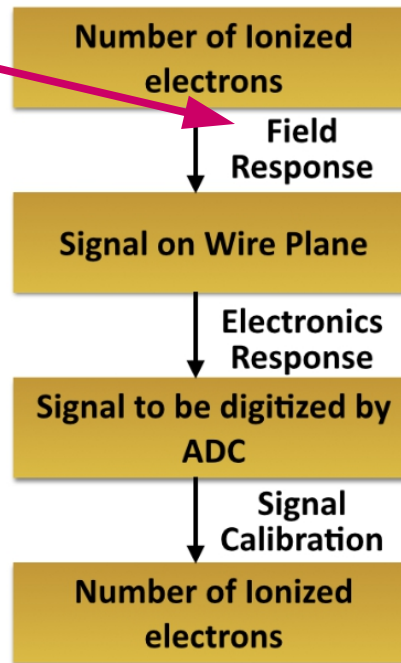 Number of Ionized
electrons
Field
Response
Signal on Wire Plane
Electronics
Response
Signal to be digitized by
ADC
Signal
Calibration
Number of Ionized
electrons